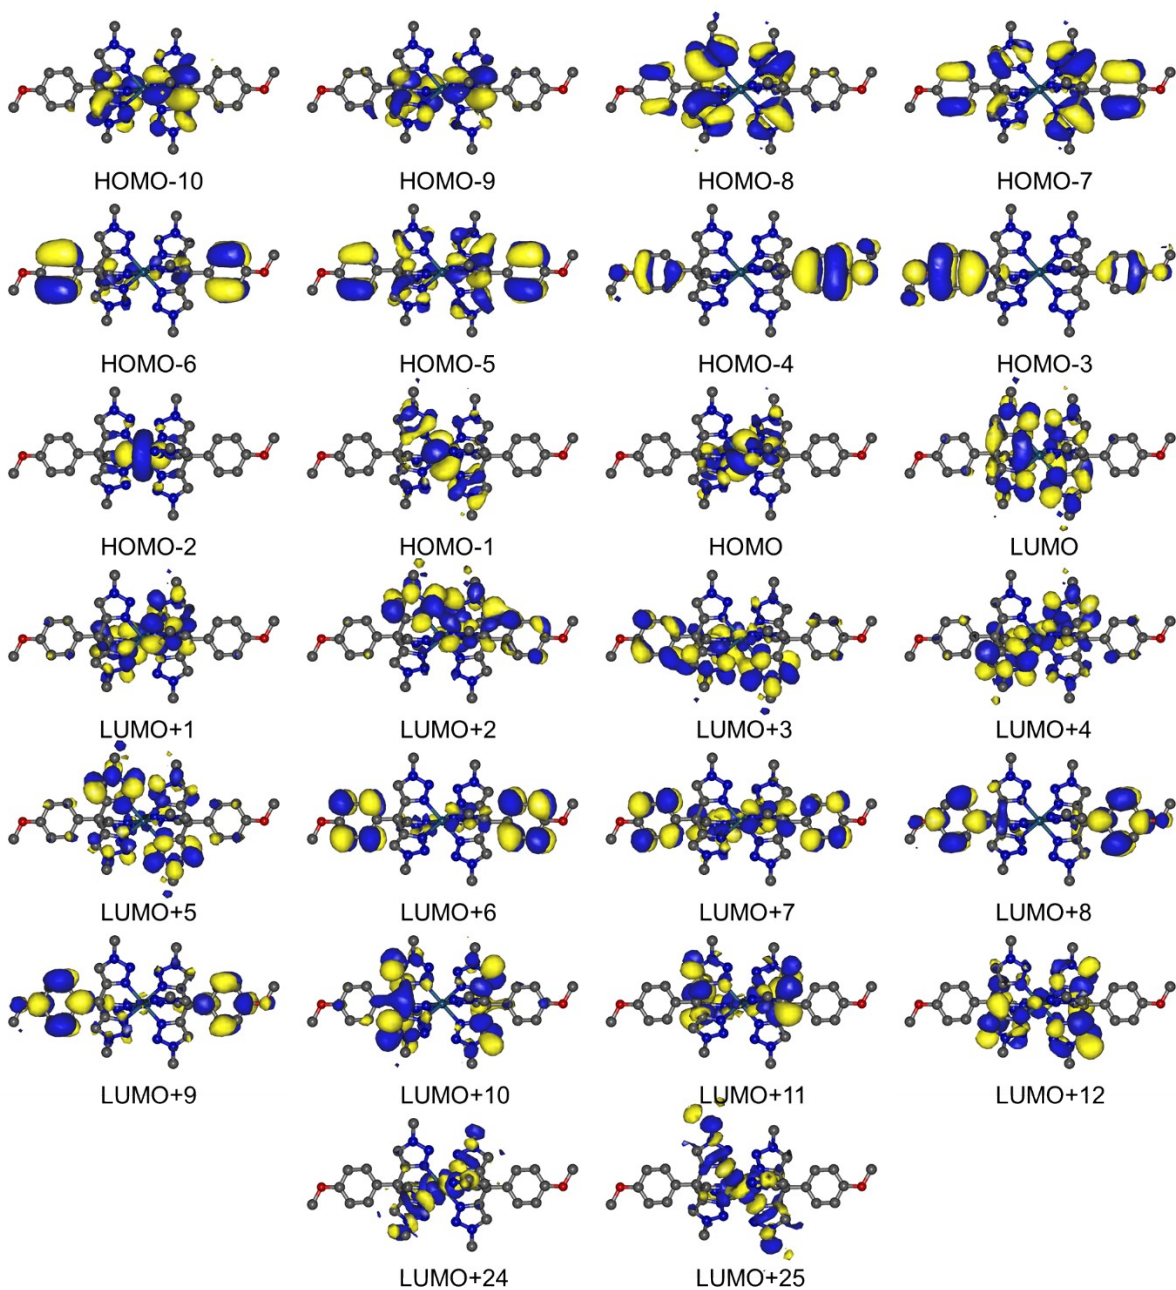 HOMO-10 HOMO-9 HOMO-8 HOMO-7
HOMO-6 HOMO-5 HOMO-4 HOMO-3
HOMO-2 HOMO-1 HOMO LUMO
LUMO+1 LUMO+2 LUMO+3 LUMO+4
LUMO+5 LUMO+6 LUMO+7 LUMO+8
LUMO+9 LUMO+10 LUMO+11 LUMO+12
LUMO+24 LUMO+25